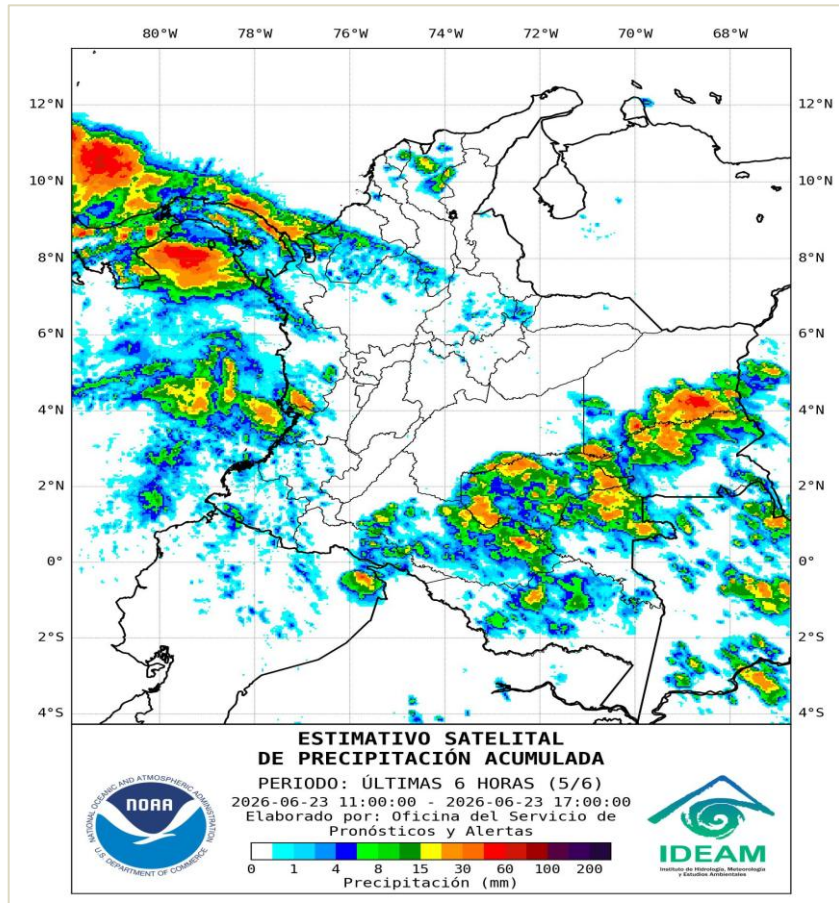 80°W 78°W 76°W 74°W 72°W 70°W 68°W
12°N 12°N
10°N 10°N
8°N 8°N
6°N 6°N
4°N 4°N
2°N 2°N
0° 0°
2°S 2°S
4°S 4°S
ESTIMATIVO SATELITAL
DE PRECIPITACIÓN ACUMULADA
PERIODO: ÚLTIMAS 6 HORAS (5/6)
2026-06-23 11:00:00 - 2026-06-23 17:00:00
Elaborado por: Oficina del Servicio de
Pronósticos y Alertas
0 1 4 8 15 30 60 100 200
Precipitación (mm)
NATIONAL OCEANIC AND ATMOSPHERIC ADMINISTRATION
NOAA
U.S. DEPARTMENT OF COMMERCE
IDEAM
Instituto de Hidrología, Meteorología
y Estudios Ambientales